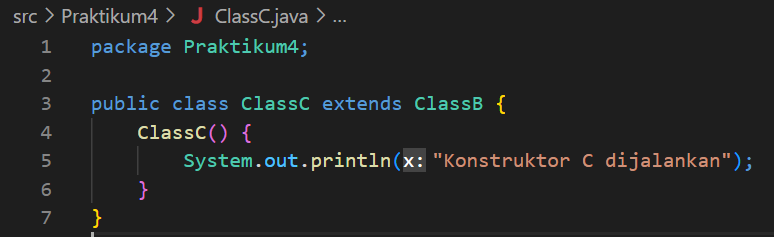 src > Praktikum4 > J ClassC.java > ...
1 package Praktikum4;
2
3 public class ClassC extends ClassB {
4 ClassC() {
5 System.out.println(x: "Konstruktor C dijalankan");
6 }
7 }